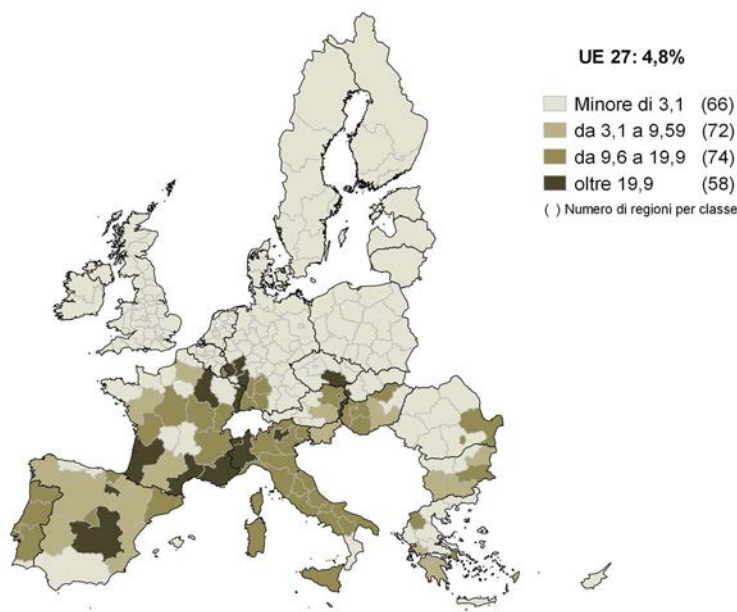 UE 27: 4,8%
Minore di 3,1 (66)
da 3,1 a 9,59 (72)
da 9,6 a 19,9 (74)
oltre 19,9 (58)
( ) Numero di regioni per classe